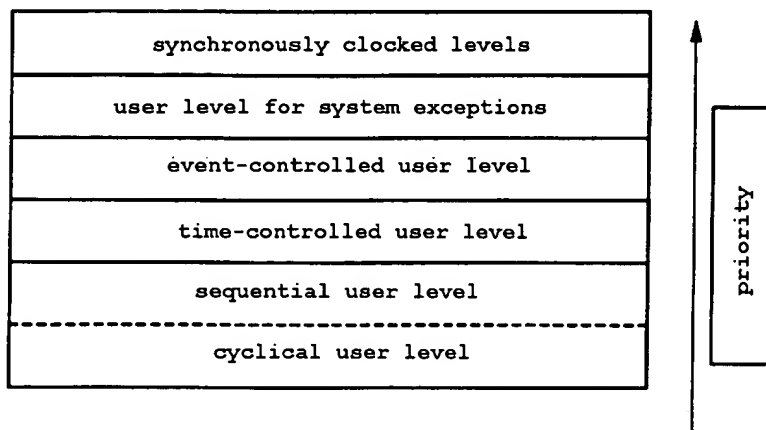 synchronously clocked levels
user level for system exceptions
event-controlled user level
time-controlled user level
sequential user level
cyclical user level
priority